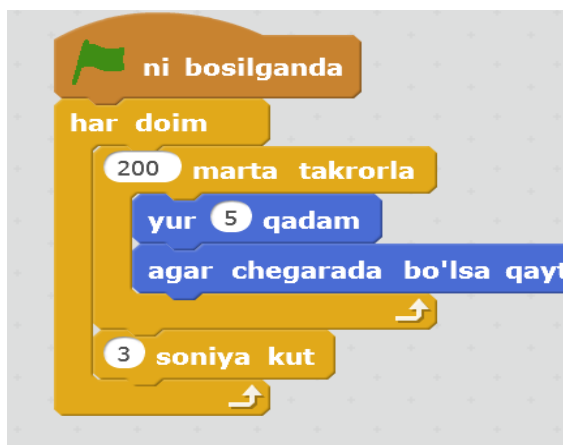 ni bosilganda
har doim
200 marta takrorla
yur 5 qadam
agar chegarada bo'lsa qayt
3 soniya kut